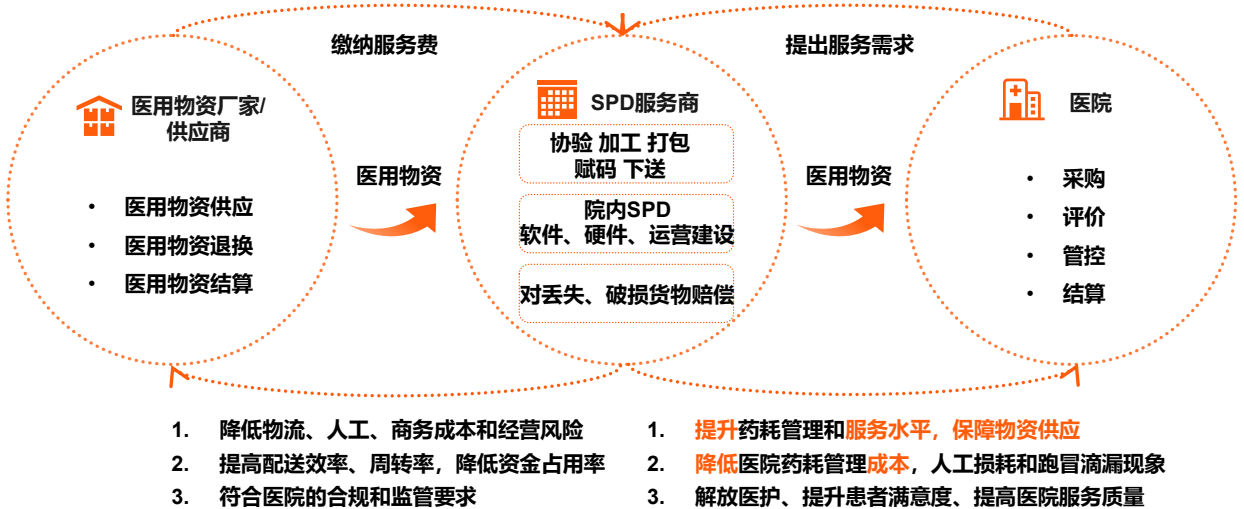 缴纳服务费
提出服务需求
医用物资厂家/
供应商
• 医用物资供应
• 医用物资退换
• 医用物资结算
医用物资
SPD服务商
协验 加工 打包
赋码 下送
院内SPD
软件、硬件、运营建设
对丢失、破损货物赔偿
医用物资
医院
• 采购
• 评价
• 管控
• 结算
1. 降低物流、人工、商务成本和经营风险
2. 提高配送效率、周转率，降低资金占用率
3. 符合医院的合规和监管要求
1. 提升药耗管理和服务水平，保障物资供应
2. 降低医院药耗管理成本，人工损耗和跑冒滴漏现象
3. 解放医护、提升患者满意度、提高医院服务质量